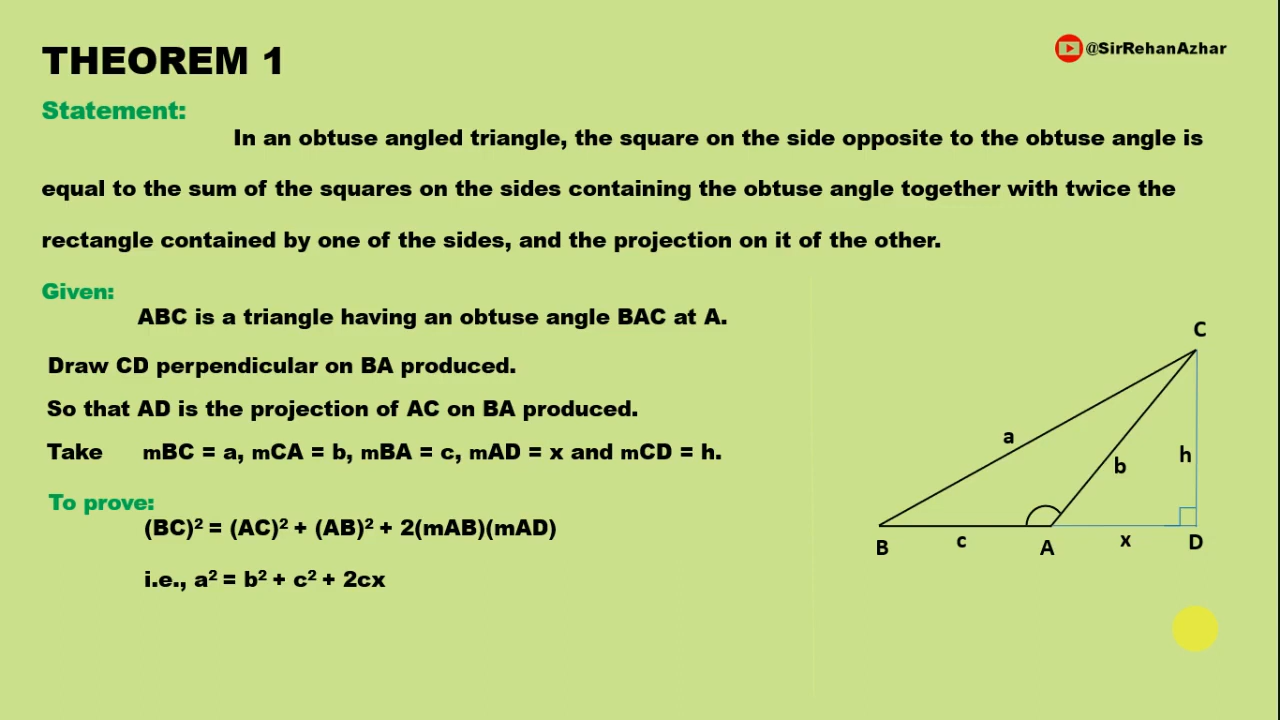 THEOREM 1
@SirRehanAzhar
Statement:
In an obtuse angled triangle, the square on the side opposite to the obtuse angle is
equal to the sum of the squares on the sides containing the obtuse angle together with twice the
rectangle contained by one of the sides, and the projection on it of the other.
Given:
ABC is a triangle having an obtuse angle BAC at A.
Draw CD perpendicular on BA produced.
So that AD is the projection of AC on BA produced.
Take mBC = a, mCA = b, mBA = c, mAD = x and mCD = h.
To prove:
(BC)² = (AC)² + (AB)² + 2(mAB)(mAD)
i.e., a² = b² + c² + 2cx
C
a
b
h
B
c
A
x
D